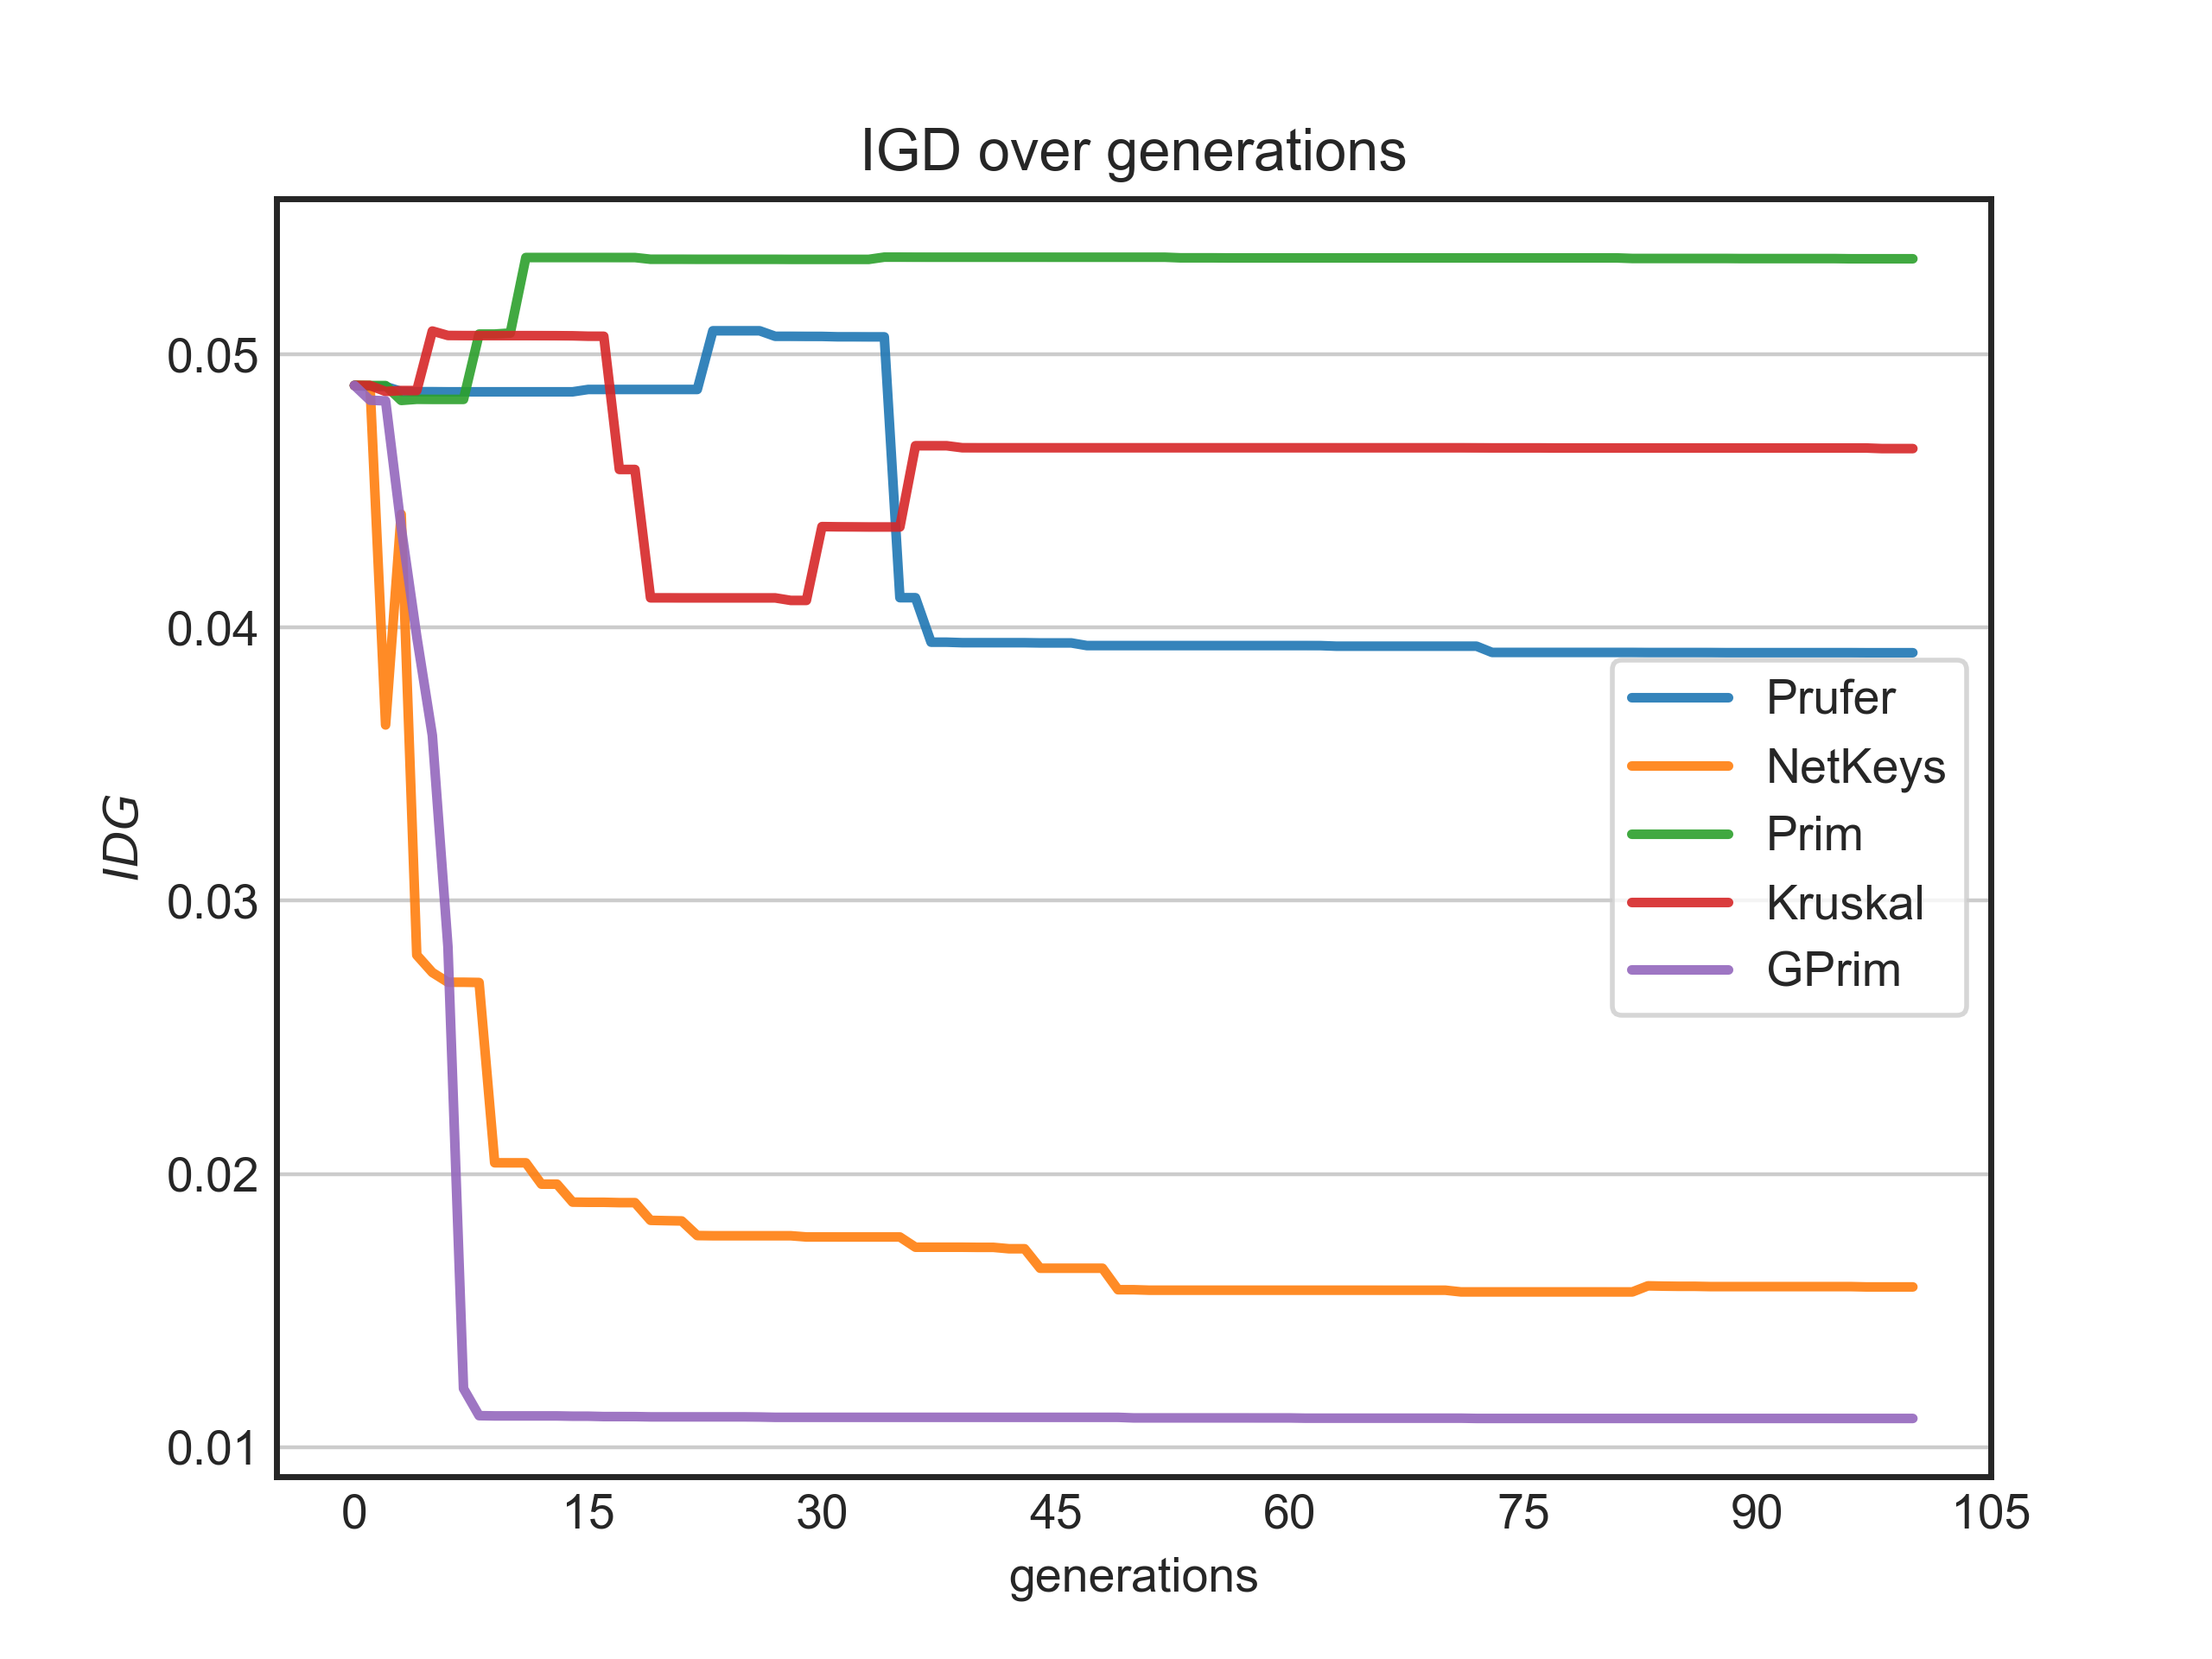 IGD over generations
IDG
0.05
0.04
0.03
0.02
0.01
0 15 30 45 60 75 90 105
generations
Prufer
NetKeys
Prim
Kruskal
GPrim